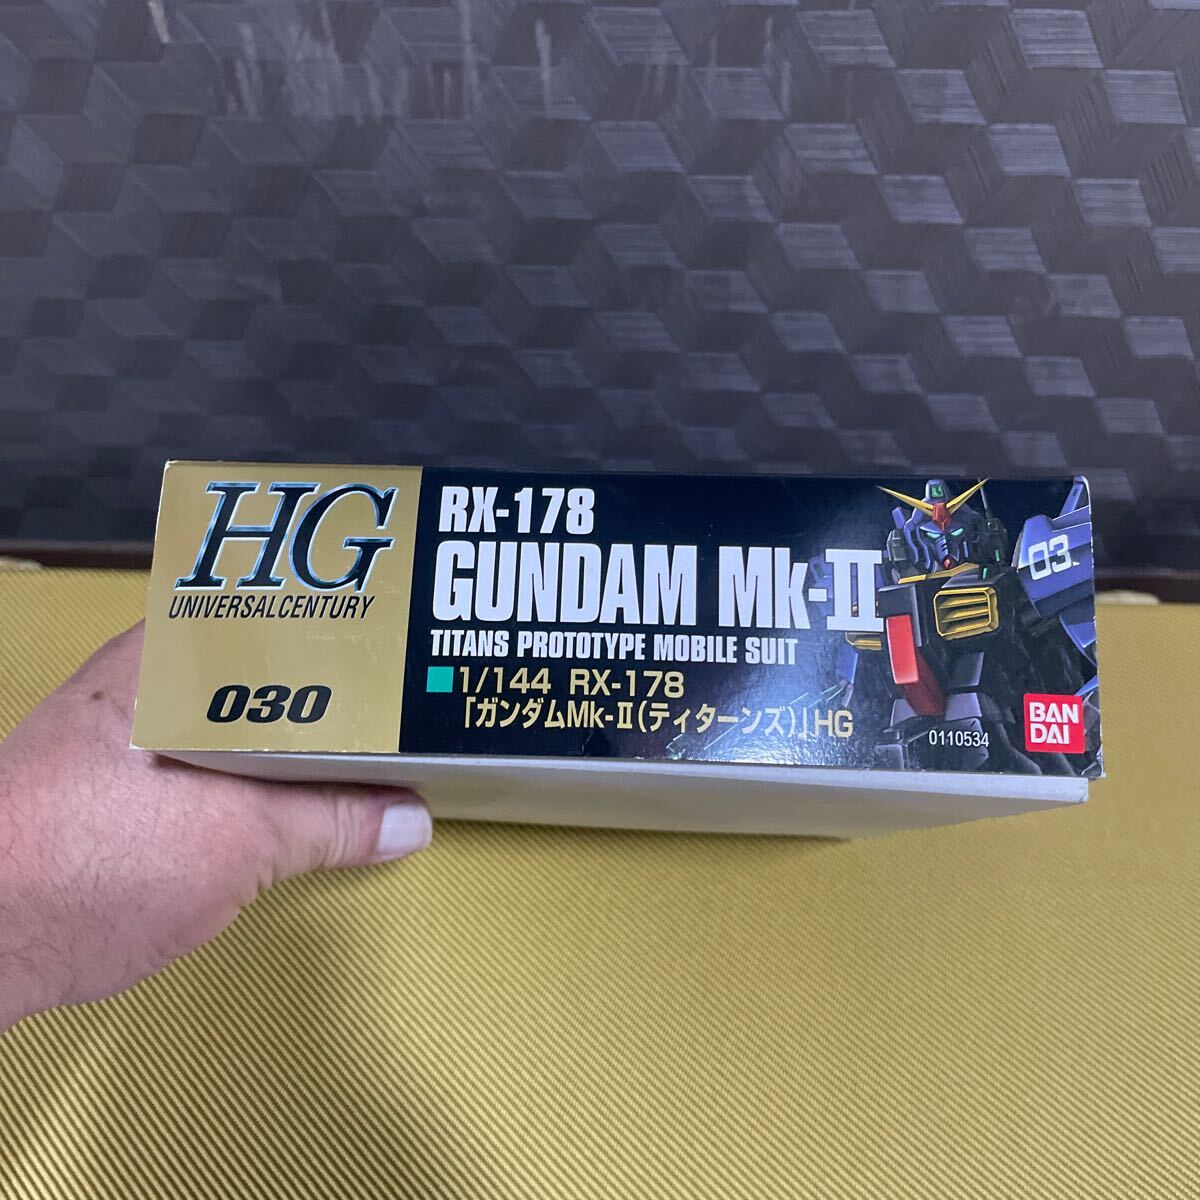 HG
UNIVERSAL CENTURY
030
RX-178
GUNDAM Mk-II
TITANS PROTOTYPE MOBILE SUIT
1/144 RX-178
「ガンダムMk-II(ティターンズ)」HG
03
0110534
BAN
DAI